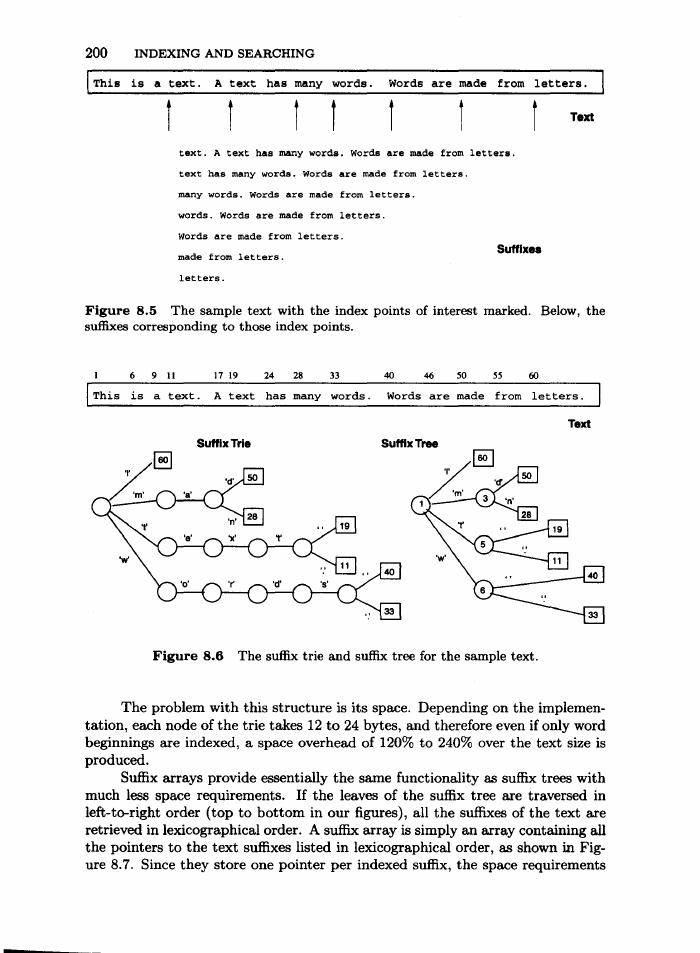 200 INDEXING AND SEARCHING
This is a text. A text has many words. Words are made from letters.
Text
text. A text has many words. Words are made from letters.
text has many words. Words are made from letters.
many words. Words are made from letters.
words. Words are made from letters.
Words are made from letters.
made from letters.
letters.
Suffixes
Figure 8.5 The sample text with the index points of interest marked. Below, the
suffixes corresponding to those index points.
1 6 9 11 17 19 24 28 33 40 46 50 55 60
This is a text. A text has many words. Words are made from letters.
Text
Suffix Trie Suffix Tree
60
'l'
'd' 50
'm' 'a'
'n' 28
't' 'e' 'x' 't'
' ' 19
'.' 11
'w' 'o' 'r' 'd' 's'
' ' 40
'.' 33
60
'l'
1 'm' 3 'd' 50
'n' 28
't' 5 ' ' 19
'.' 11
'w' 6 ' ' 40
'.' 33
Figure 8.6 The suffix trie and suffix tree for the sample text.
The problem with this structure is its space. Depending on the implemen-
tation, each node of the trie takes 12 to 24 bytes, and therefore even if only word
beginnings are indexed, a space overhead of 120% to 240% over the text size is
produced.
Suffix arrays provide essentially the same functionality as suffix trees with
much less space requirements. If the leaves of the suffix tree are traversed in
left-to-right order (top to bottom in our figures), all the suffixes of the text are
retrieved in lexicographical order. A suffix array is simply an array containing all
the pointers to the text suffixes listed in lexicographical order, as shown in Fig-
ure 8.7. Since they store one pointer per indexed suffix, the space requirements